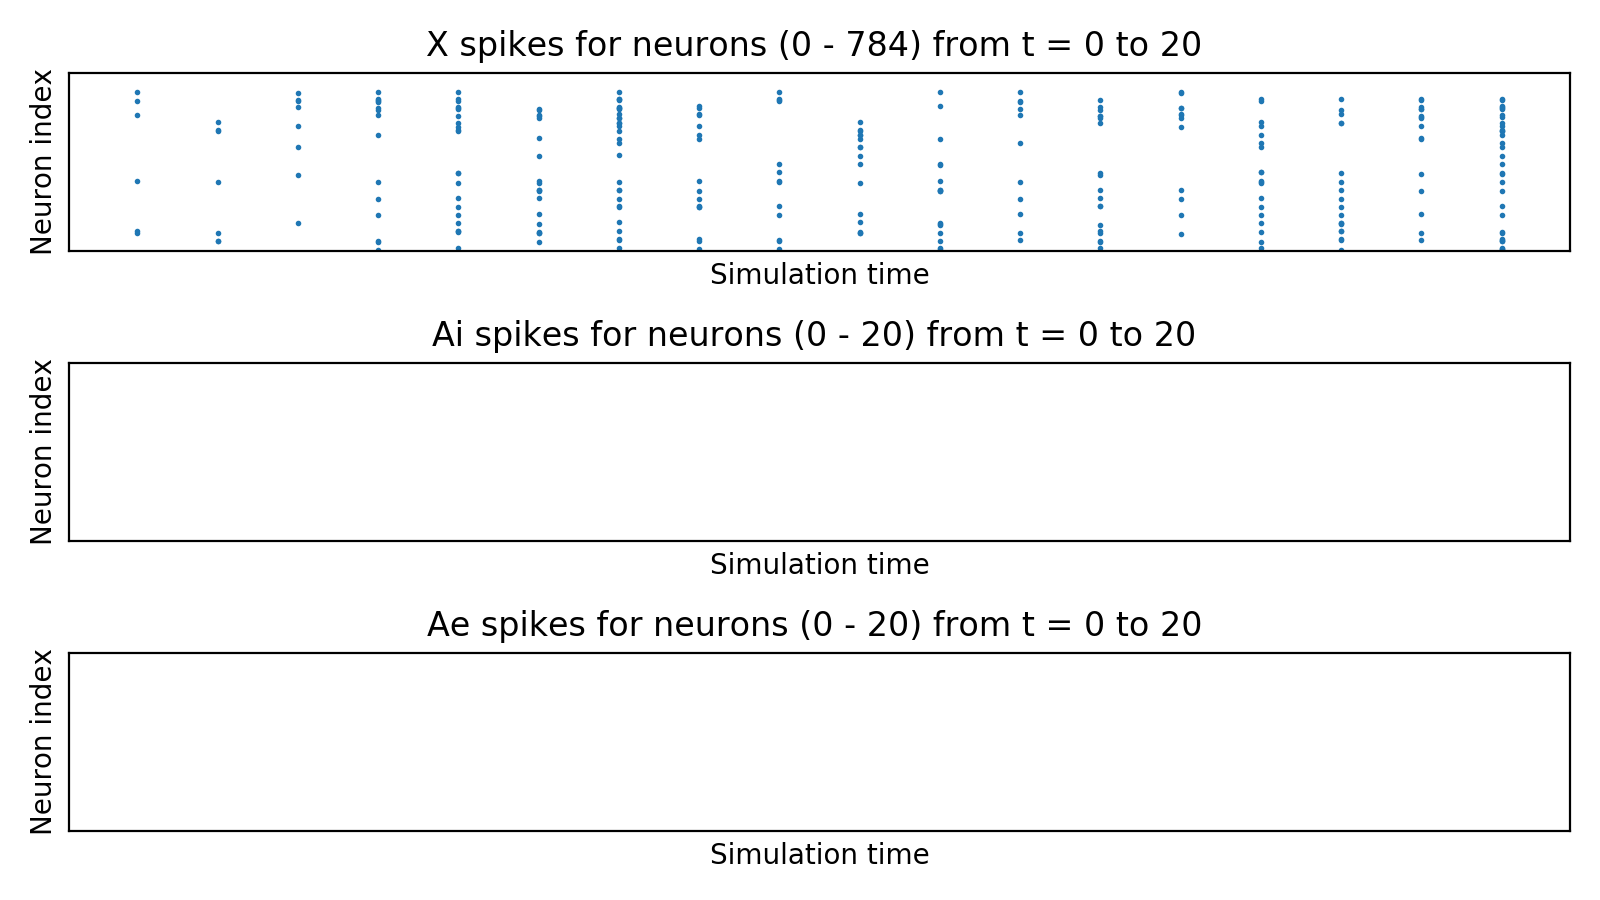 X spikes for neurons (0 - 784) from t = 0 to 20
Neuron index
Simulation time
Ai spikes for neurons (0 - 20) from t = 0 to 20
Neuron index
Simulation time
Ae spikes for neurons (0 - 20) from t = 0 to 20
Neuron index
Simulation time